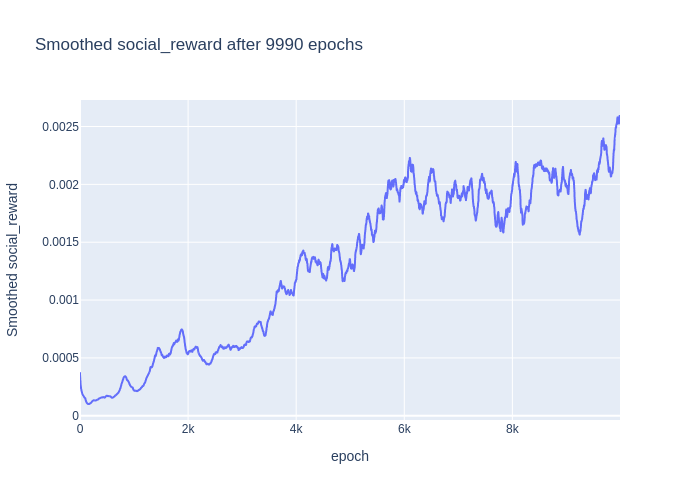 Smoothed social_reward after 9990 epochs
0.0025
0.002
0.0015
0.001
0.0005
0
0 2k 4k 6k 8k
epoch
Smoothed social_reward